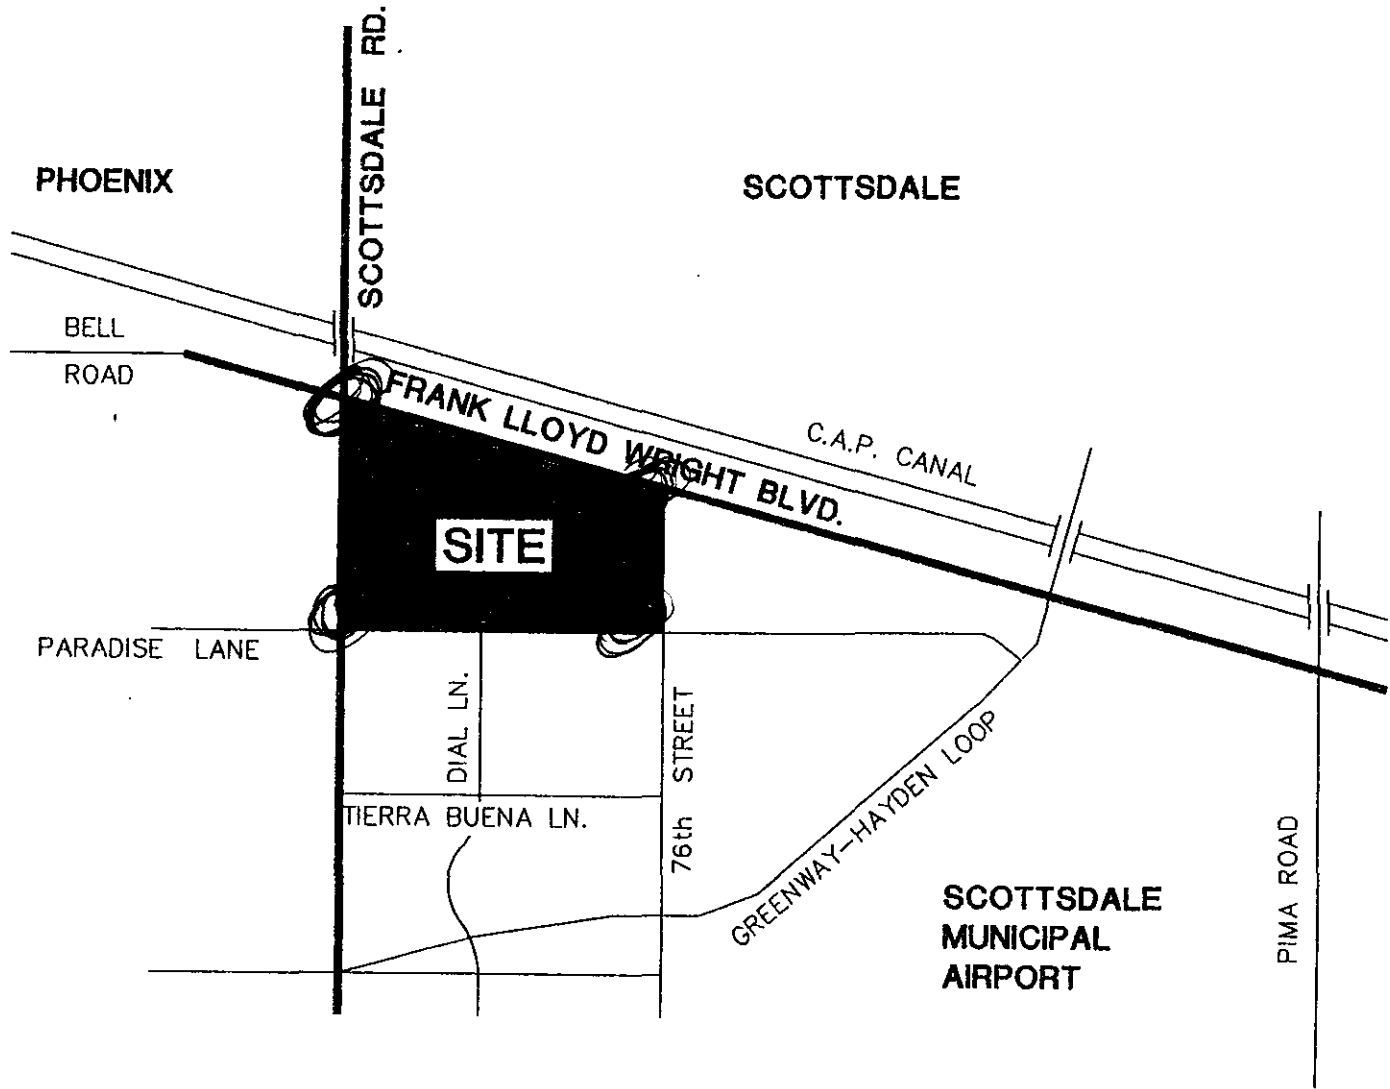 SCOTTSDALE RD.
PHOENIX
SCOTTSDALE
BELL
ROAD
FRANK LLOYD WRIGHT BLVD.
C.A.P. CANAL
SITE
PARADISE LANE
DIAL LN.
76th STREET
TIERRA BUENA LN.
GREENWAY-HAYDEN LOOP
SCOTTSDALE
MUNICIPAL
AIRPORT
PIMA ROAD